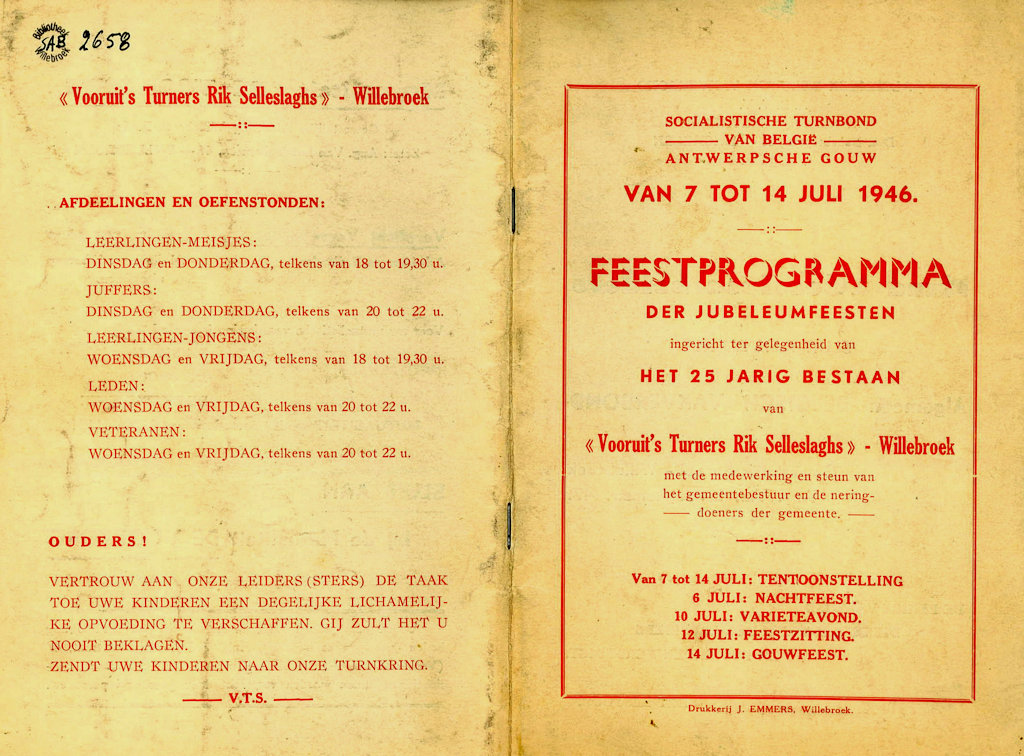 Bibliotheek
SAB
Willebroek
2658
« Vooruit's Turners Rik Selleslaghs » - Willebroek
AFDEELINGEN EN OEFENSTONDEN:
LEERLINGEN-MEISJES:
DINSDAG en DONDERDAG, telkens van 18 tot 19,30 u.
JUFFERS:
DINSDAG en DONDERDAG, telkens van 20 tot 22 u.
LEERLINGEN-JONGENS:
WOENSDAG en VRIJDAG, telkens van 18 tot 19,30 u.
LEDEN:
WOENSDAG en VRIJDAG, telkens van 20 tot 22 u.
VETERANEN:
WOENSDAG en VRIJDAG, telkens van 20 tot 22 u.
OUDERS!
VERTROUW AAN ONZE LEIDERS (STERS) DE TAAK
TOE UWE KINDEREN EEN DEGELIJKE LICHAMELIJ-
KE OPVOEDING TE VERSCHAFFEN. GIJ ZULT HET U
NOOIT BEKLAGEN.
ZENDT UWE KINDEREN NAAR ONZE TURNKRING.
V.T.S.
SOCIALISTISCHE TURNBOND
VAN BELGIË
ANTWERPSCHE GOUW
VAN 7 TOT 14 JULI 1946.
FEESTPROGRAMMA
DER JUBELEUMFEESTEN
ingericht ter gelegenheid van
HET 25 JARIG BESTAAN
van
« Vooruit's Turners Rik Selleslaghs » - Willebroek
met de medewerking en steun van
het gemeentebestuur en de nering-
doeners der gemeente.
Van 7 tot 14 JULI: TENTOONSTELLING
6 JULI: NACHTFEEST.
10 JULI: VARIETEAVOND.
12 JULI: FEESTZITTING.
14 JULI: GOUWFEEST.
Drukkerij J. EMMERS, Willebroek.